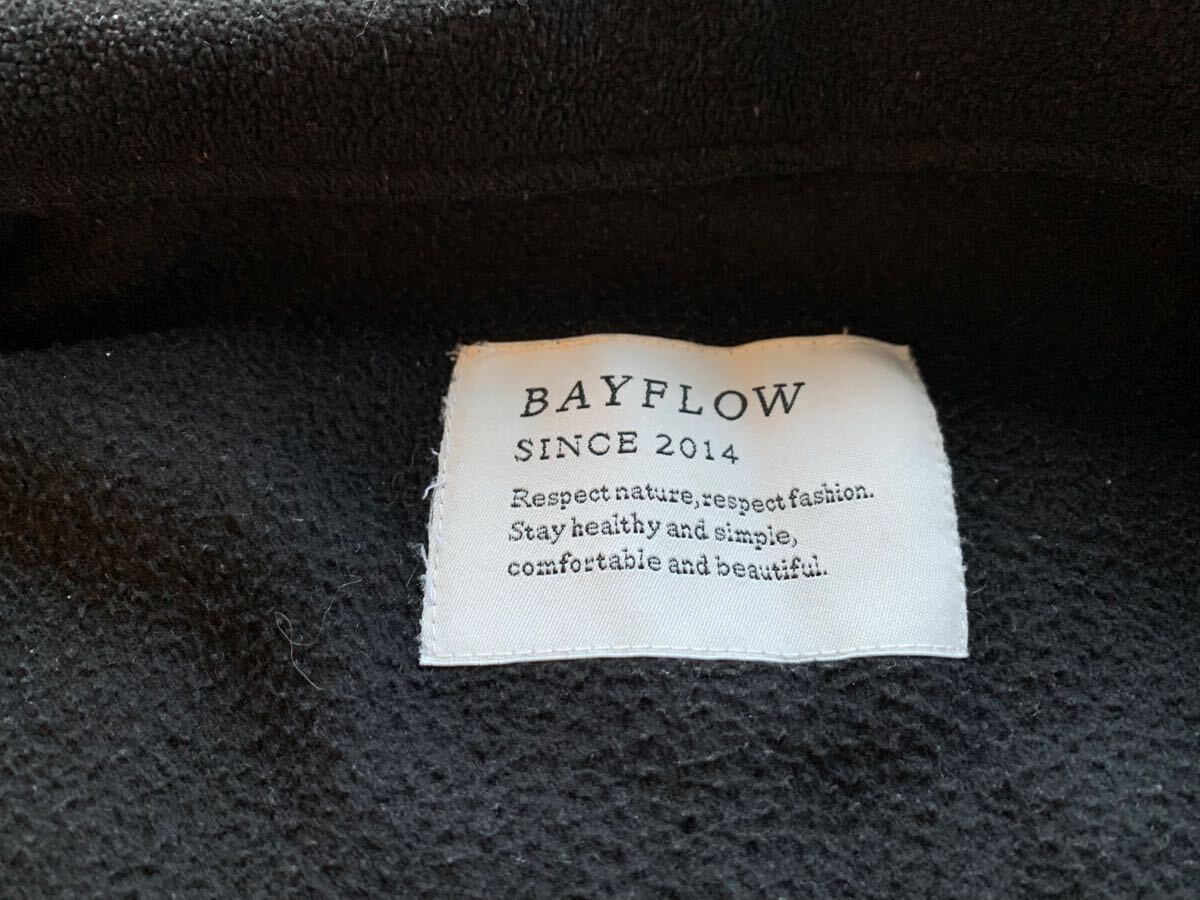 BAYFLOW
SINCE 2014
Respect nature, respect fashion.
Stay healthy and simple,
comfortable and beautiful.